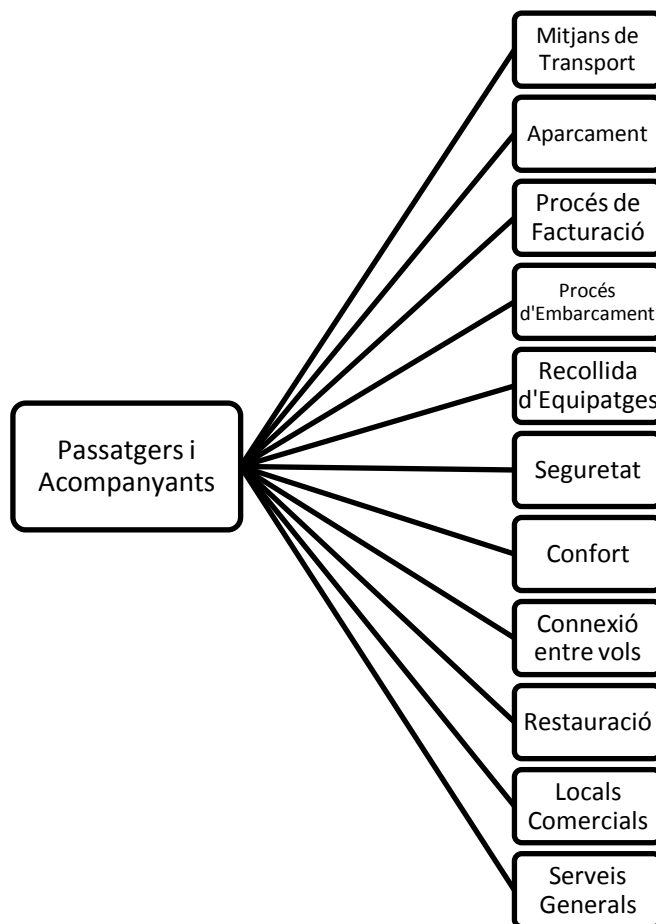 Passatgers i
Acompanyants
Mitjans de
Transport
Aparcament
Procés de
Facturació
Procés
d'Embarcament
Recollida
d'Equipatges
Seguretat
Confort
Connexió
entre vols
Restauració
Locals
Comercials
Serveis
Generals